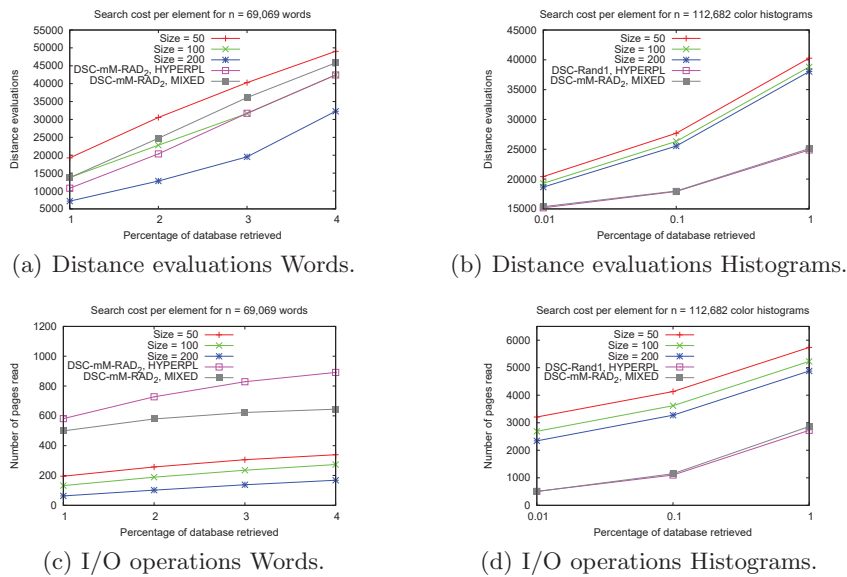 Search cost per element for n = 69,069 words
Distance evaluations
55000
50000
45000
40000
35000
30000
25000
20000
15000
10000
5000
Size = 50
Size = 100
Size = 200
DSC-mM-RAD2, HYPERPL
DSC-mM-RAD2, MIXED
1 2 3 4
Percentage of database retrieved
(a) Distance evaluations Words.
Search cost per element for n = 112,682 color histograms
Distance evaluations
55000
50000
45000
40000
35000
30000
25000
20000
15000
Size = 50
Size = 100
Size = 200
DSC-Rand1, HYPERPL
DSC-mM-RAD2, MIXED
0.01 0.1 1
Percentage of database retrieved
(b) Distance evaluations Histograms.
Search cost per element for n = 69,069 words
Number of pages read
1200
1000
800
600
400
200
0
Size = 50
Size = 100
Size = 200
DSC-mM-RAD2, HYPERPL
DSC-mM-RAD2, MIXED
1 2 3 4
Percentage of database retrieved
(c) I/O operations Words.
Search cost per element for n = 112,682 color histograms
Number of pages read
6000
5000
4000
3000
2000
1000
0
Size = 50
Size = 100
Size = 200
DSC-Rand1, HYPERPL
DSC-mM-RAD2, MIXED
0.01 0.1 1
Percentage of database retrieved
(d) I/O operations Histograms.